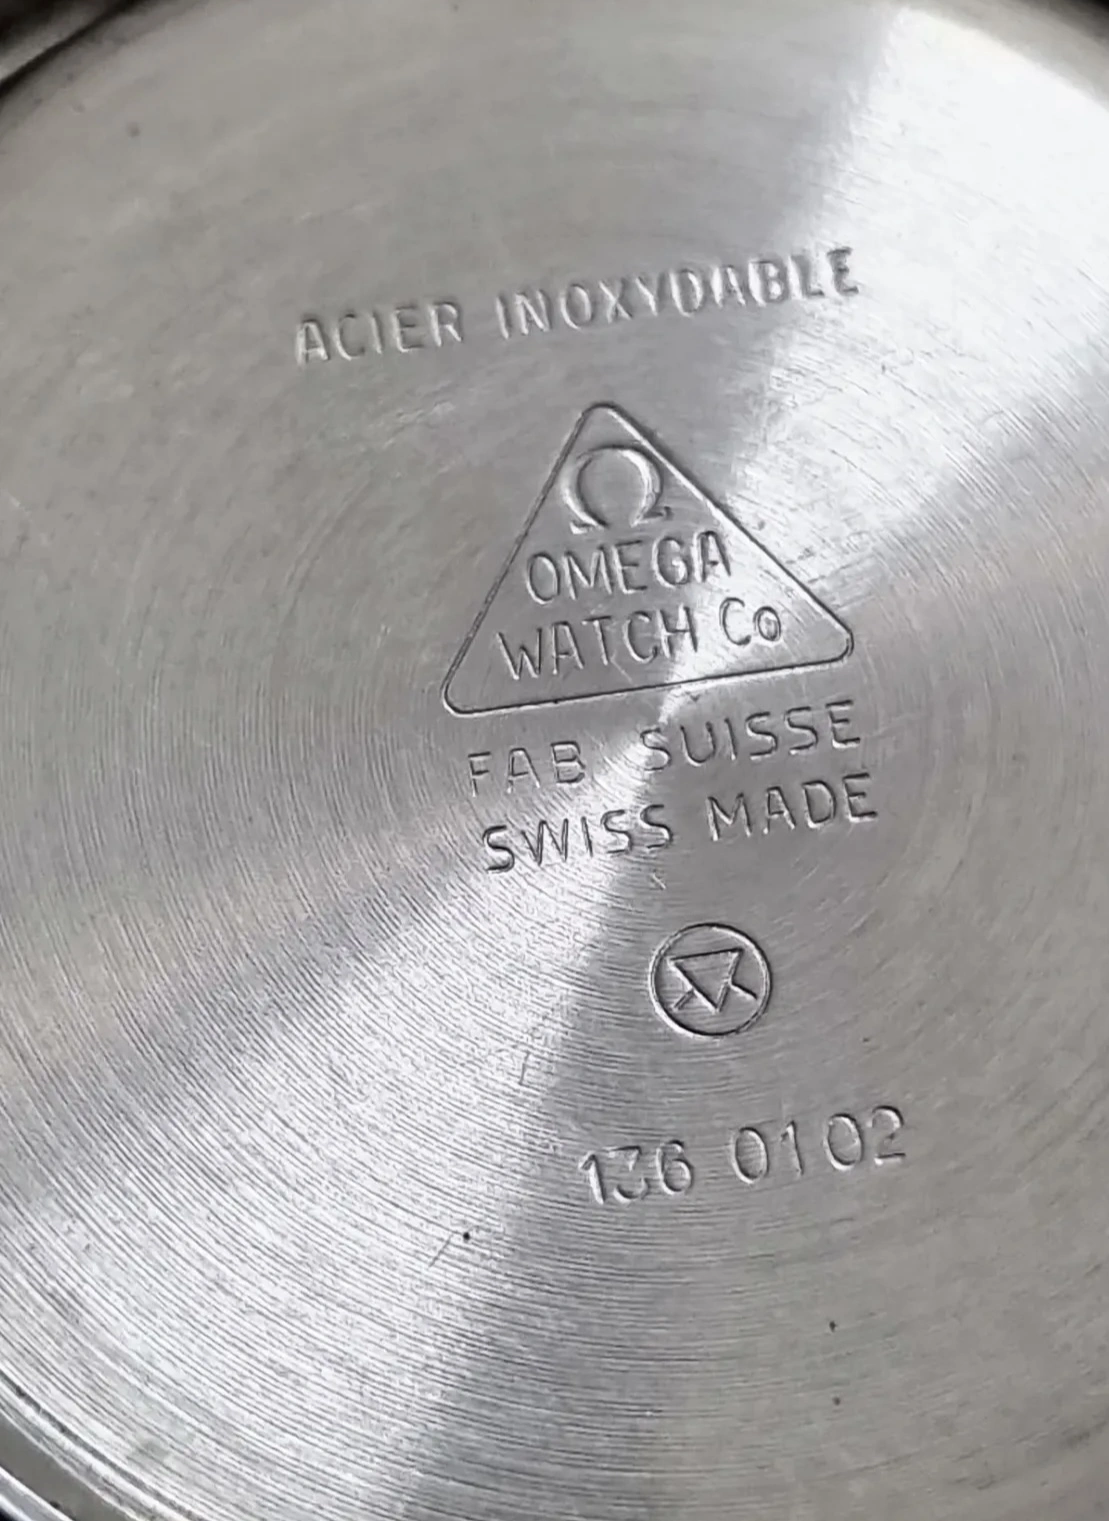 ACIER INOXYDABLE
Ω
OMEGA
WATCH Co
FAB SUISSE
SWISS MADE
136 0102